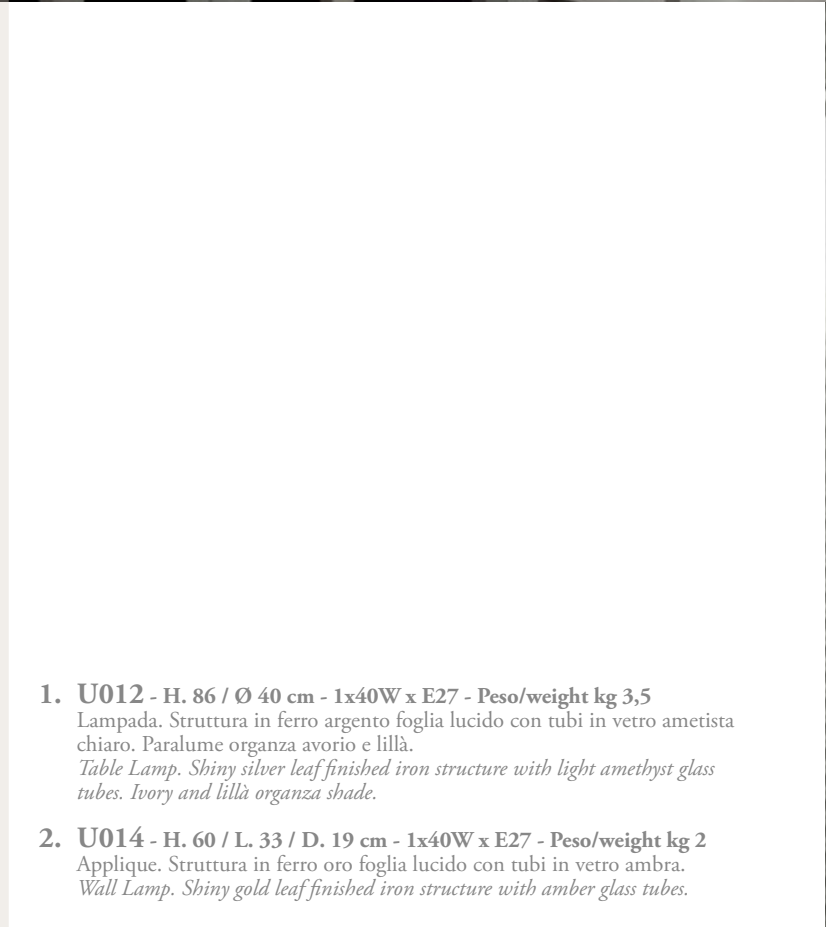 1. U012 - H. 86 / Ø 40 cm - 1x40W x E27 - Peso/weight kg 3,5
Lampada. Struttura in ferro argento foglia lucido con tubi in vetro ametista
chiaro. Paralume organza avorio e lillà.
Table Lamp. Shiny silver leaf finished iron structure with light amethyst glass
tubes. Ivory and lillà organza shade.
2. U014 - H. 60 / L. 33 / D. 19 cm - 1x40W x E27 - Peso/weight kg 2
Applique. Struttura in ferro oro foglia lucido con tubi in vetro ambra.
Wall Lamp. Shiny gold leaf finished iron structure with amber glass tubes.